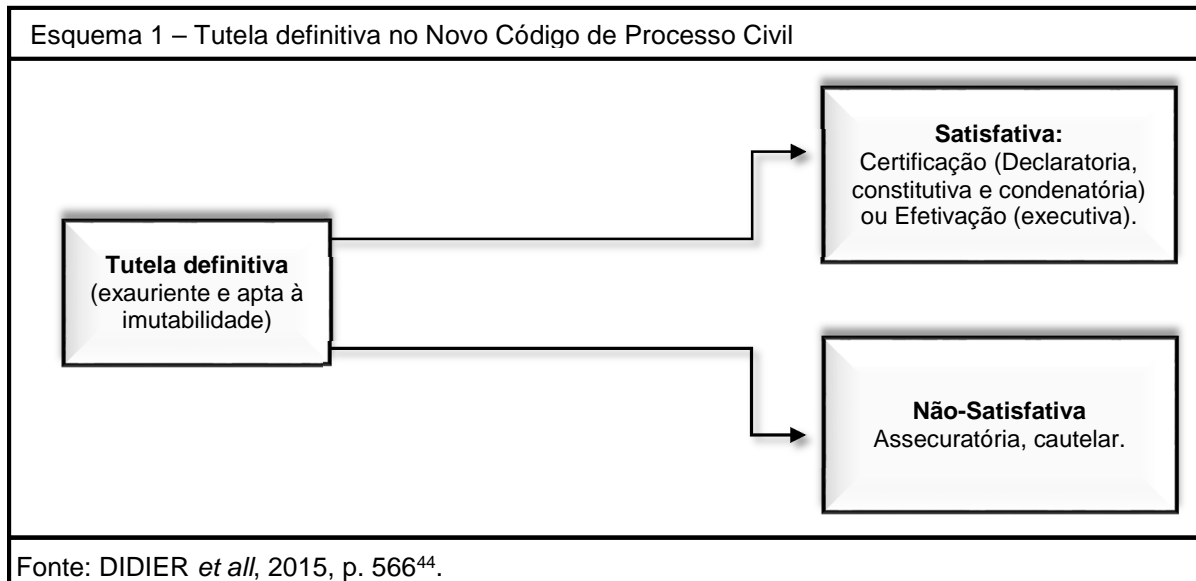 Esquema 1 – Tutela definitiva no Novo Código de Processo Civil
Satisfativa:
Certificação (Declaratoria,
constitutiva e condenatória)
ou Efetivação (executiva).
Tutela definitiva
(exauriente e apta à
imutabilidade)
Não-Satisfativa
Assecuratória, cautelar.
Fonte: DIDIER et all, 2015, p. 566⁴⁴.